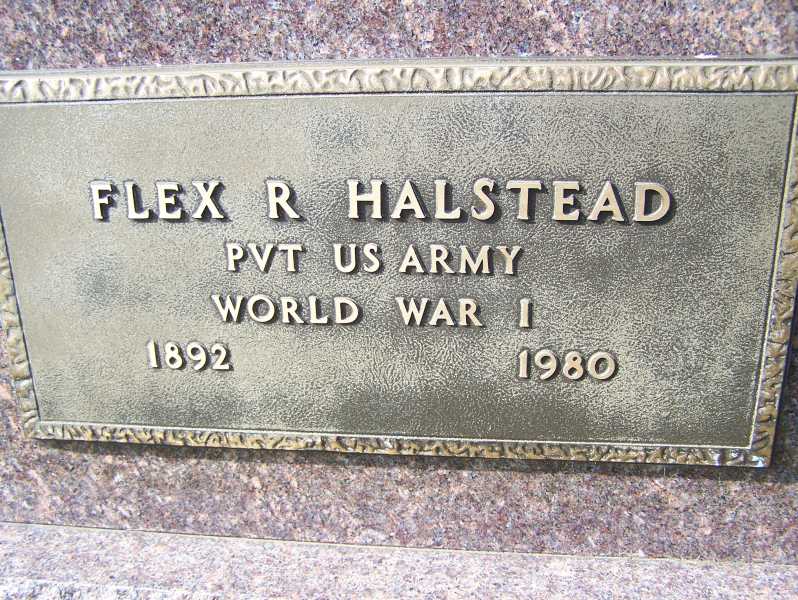 FLEX R HALSTEAD
PVT US ARMY
WORLD WAR I
1892 1980